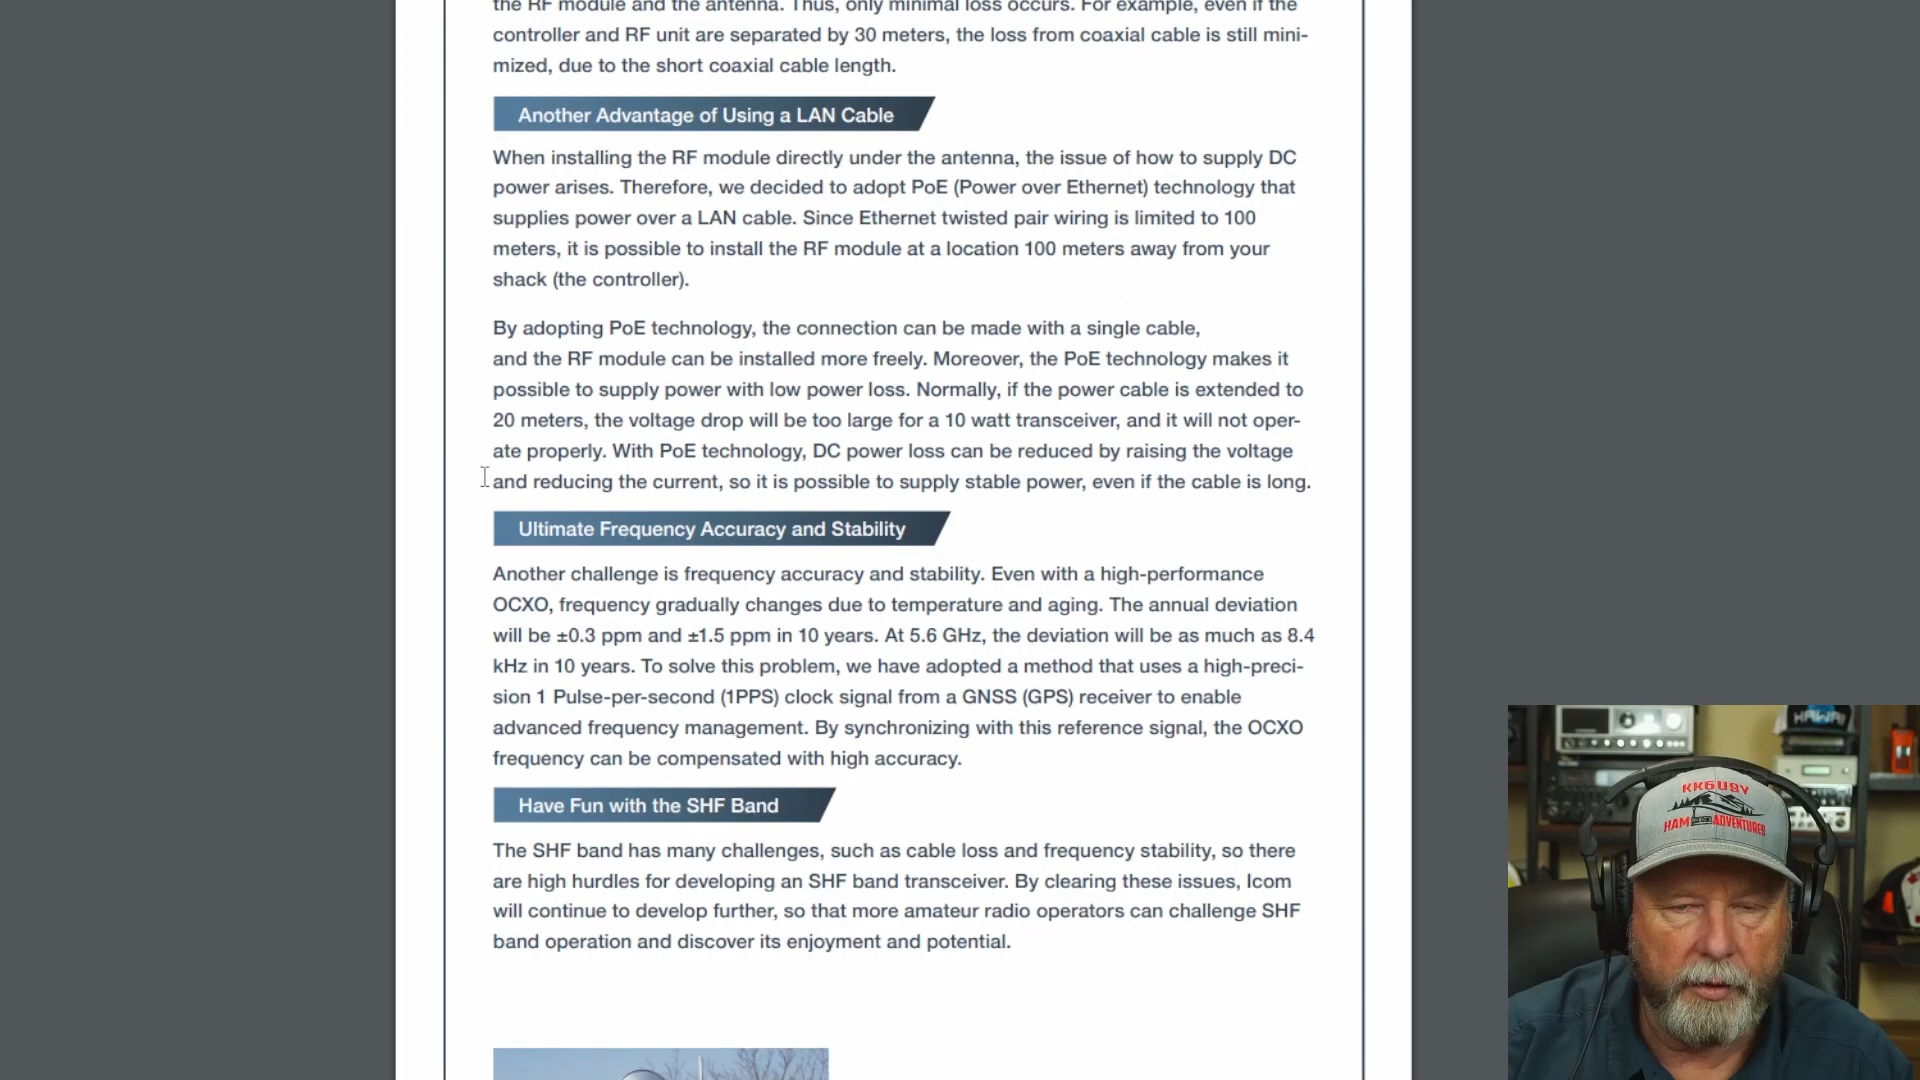 the RF module and the antenna. Thus, only minimal loss occurs. For example, even if the
controller and RF unit are separated by 30 meters, the loss from coaxial cable is still mini-
mized, due to the short coaxial cable length.
Another Advantage of Using a LAN Cable
When installing the RF module directly under the antenna, the issue of how to supply DC
power arises. Therefore, we decided to adopt PoE (Power over Ethernet) technology that
supplies power over a LAN cable. Since Ethernet twisted pair wiring is limited to 100
meters, it is possible to install the RF module at a location 100 meters away from your
shack (the controller).
By adopting PoE technology, the connection can be made with a single cable,
and the RF module can be installed more freely. Moreover, the PoE technology makes it
possible to supply power with low power loss. Normally, if the power cable is extended to
20 meters, the voltage drop will be too large for a 10 watt transceiver, and it will not oper-
ate properly. With PoE technology, DC power loss can be reduced by raising the voltage
and reducing the current, so it is possible to supply stable power, even if the cable is long.
Ultimate Frequency Accuracy and Stability
Another challenge is frequency accuracy and stability. Even with a high-performance
OCXO, frequency gradually changes due to temperature and aging. The annual deviation
will be ±0.3 ppm and ±1.5 ppm in 10 years. At 5.6 GHz, the deviation will be as much as 8.4
kHz in 10 years. To solve this problem, we have adopted a method that uses a high-preci-
sion 1 Pulse-per-second (1PPS) clock signal from a GNSS (GPS) receiver to enable
advanced frequency management. By synchronizing with this reference signal, the OCXO
frequency can be compensated with high accuracy.
Have Fun with the SHF Band
The SHF band has many challenges, such as cable loss and frequency stability, so there
are high hurdles for developing an SHF band transceiver. By clearing these issues, Icom
will continue to develop further, so that more amateur radio operators can challenge SHF
band operation and discover its enjoyment and potential.
KK6USY
HAM ADVENTURES